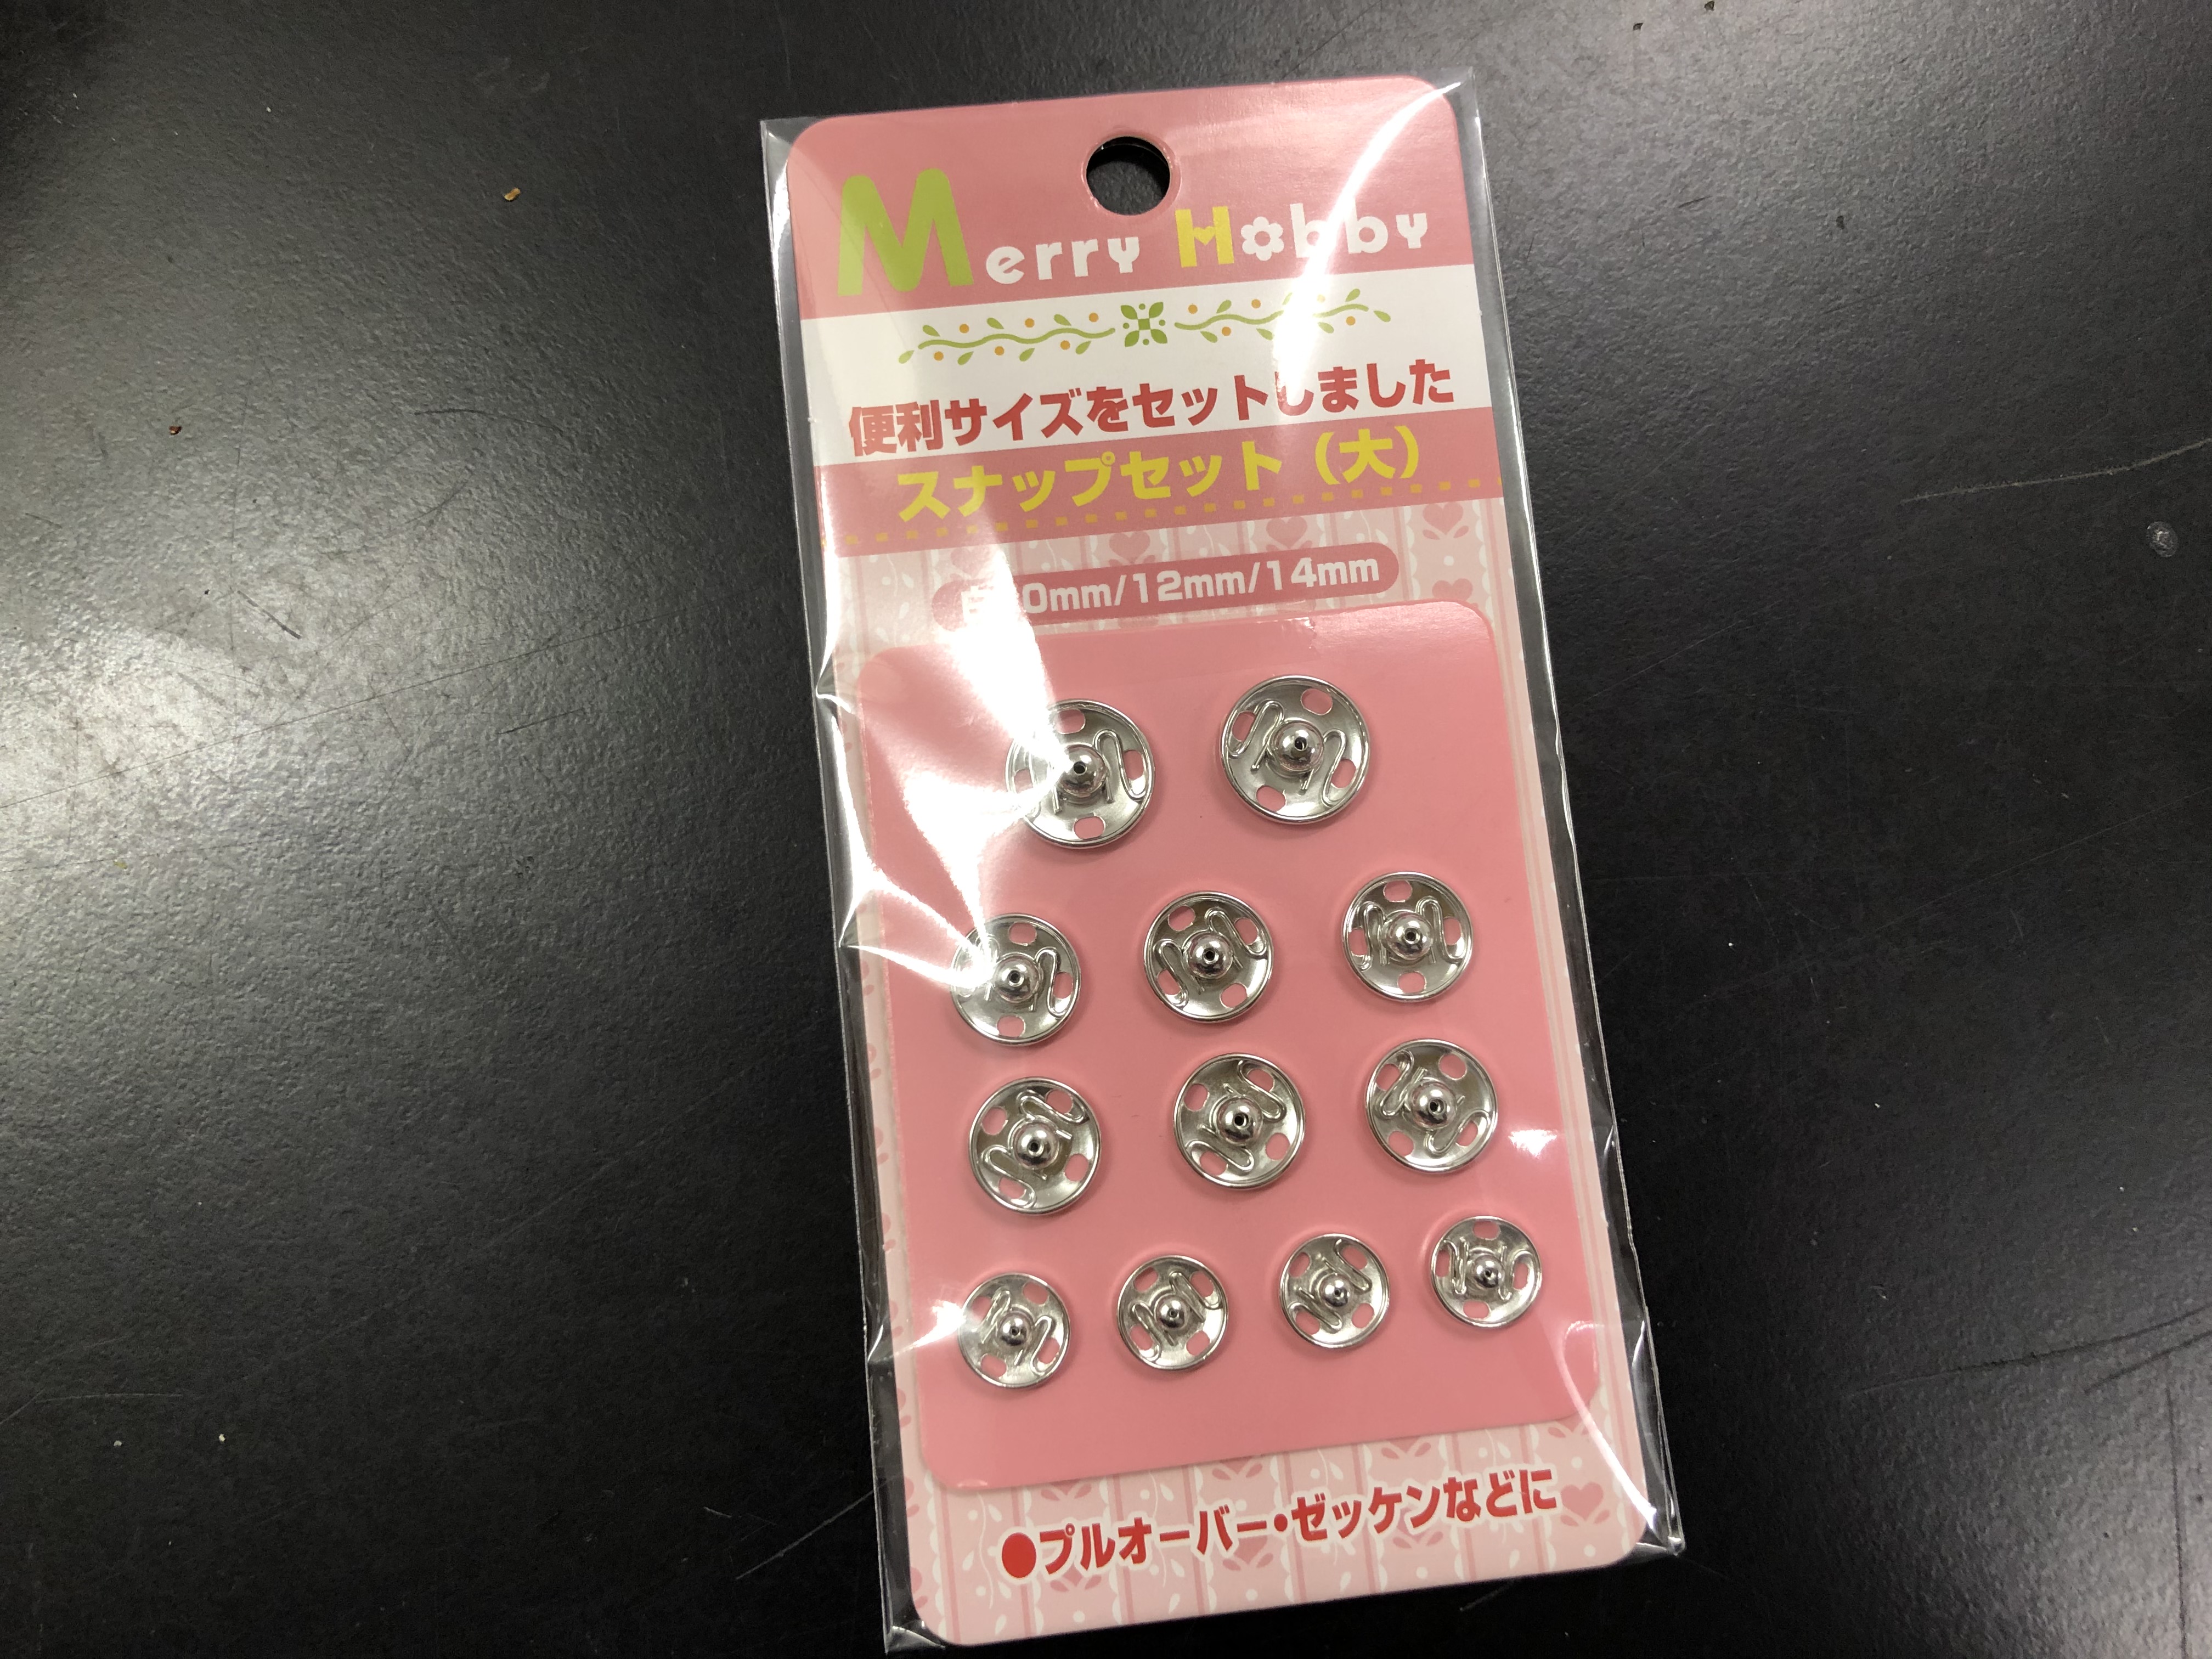 Merry Hobby
便利サイズをセットしました
スナップセット（大）
0mm/12mm/14mm
●プルオーバー・ゼッケンなどに